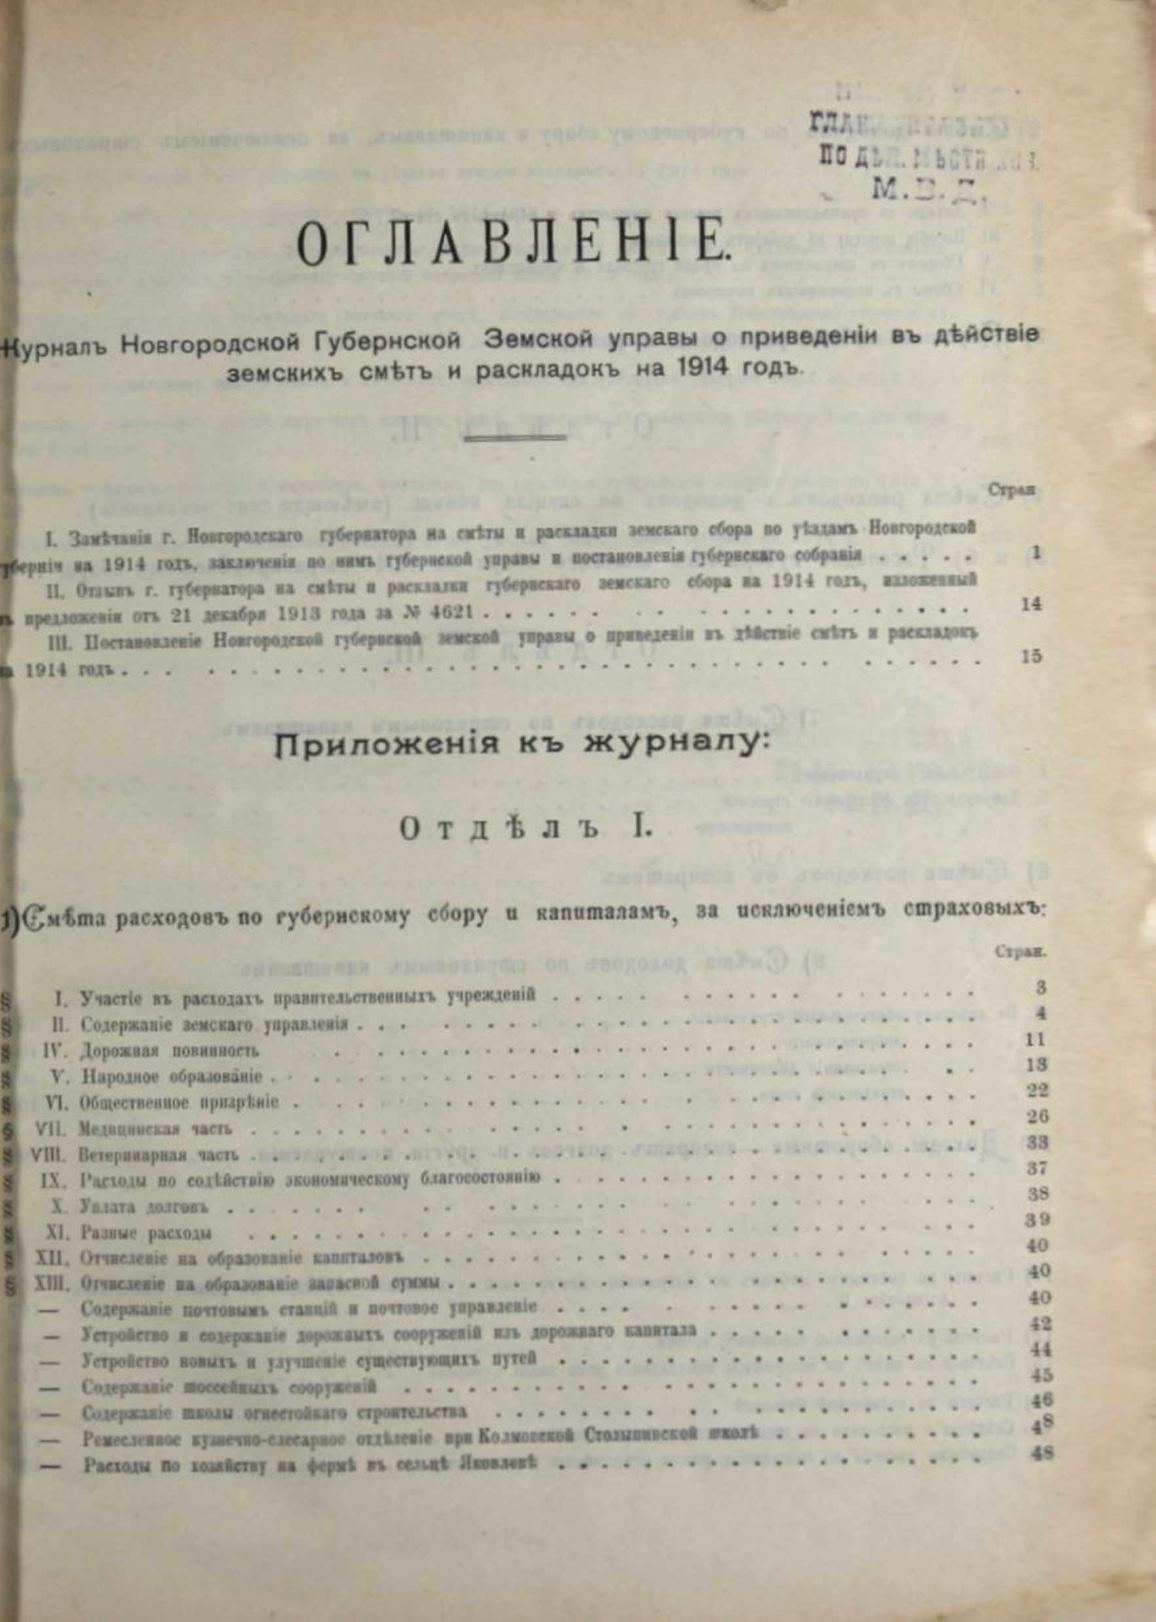 М.В.Д.
ОГЛАВЛЕНІЕ.
Журналъ Новгородской Губернской Земской управы о приведеніи въ дѣйствіе
земскихъ смѣтъ и раскладокъ на 1914 годъ.
Стран
I. Замѣчанія г. Новгородскаго губернатора на смѣты и раскладки земскаго сбора по уѣздамъ Новгородской
губерніи на 1914 годъ, заключенія по нимъ губернской управы и постановленія губернскаго собранія . . . . . 1
II. Отзывъ г. губернатора на смѣты и раскладки губернскаго земскаго сбора на 1914 годъ, изложенный
въ предложеніи отъ 21 декабря 1913 года за № 4621 . . . . . 14
III. Постановленіе Новгородской губернской земской управы о приведеніи въ дѣйствіе смѣтъ и раскладокъ
на 1914 годъ . . . . . 15
Приложенія къ журналу:
Отдѣлъ I.
1) Смѣта расходовъ по губернскому сбору и капиталамъ, за исключеніемъ страховыхъ:
Стран.
§ I. Участіе въ расходахъ правительственныхъ учрежденій . . . . . 3
§ II. Содержаніе земскаго управленія . . . . . 4
§ IV. Дорожная повинность . . . . . 11
§ V. Народное образованіе . . . . . 13
§ VI. Общественное призрѣніе . . . . . 22
§ VII. Медицинская часть . . . . . 26
§ VIII. Ветеринарная часть . . . . . 33
§ IX. Расходы по содѣйствію экономическому благосостоянію . . . . . 37
§ X. Уплата долговъ . . . . . 38
§ XI. Разные расходы . . . . . 39
§ XII. Отчисленіе на образованіе капиталовъ . . . . . 40
§ XIII. Отчисленіе на образованіе запасной суммы . . . . . 40
— Содержаніе почтовымъ станцій и почтовое управленіе . . . . . 40
— Устройство и содержаніе дорожныхъ сооруженій изъ дорожнаго капитала . . . . . 42
— Устройство новыхъ и улучшеніе существующихъ путей . . . . . 44
— Содержаніе шоссейныхъ сооруженій . . . . . 45
— Содержаніе школы огнестойкаго строительства . . . . . 46
— Ремесленное кузнечно-слесарное отдѣленіе при Колмовской Столыпинской школѣ . . . . . 48
— Расходы по хозяйству на фермѣ въ сельцѣ Яковлевѣ . . . . . 48